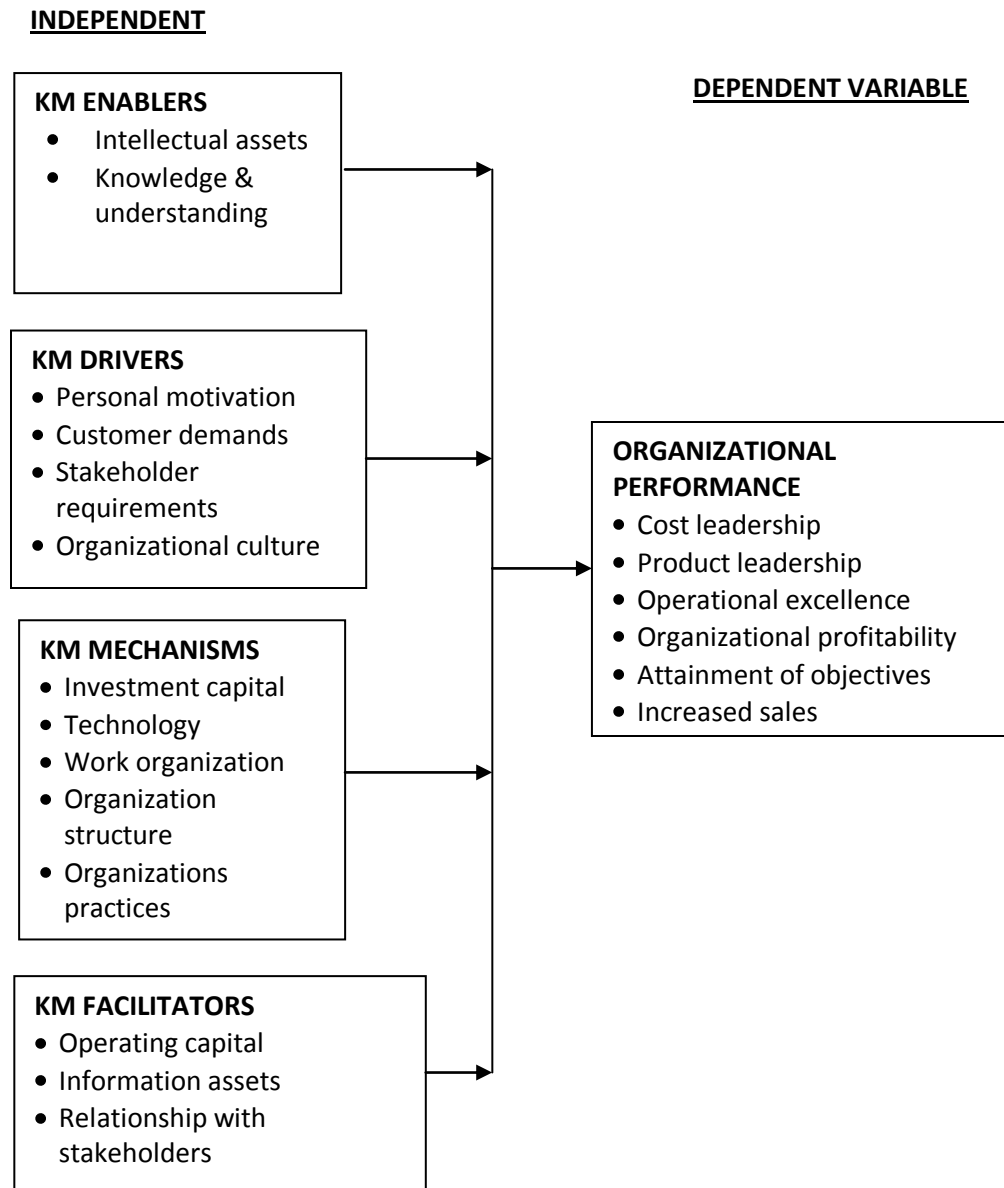 INDEPENDENT
DEPENDENT VARIABLE
KM ENABLERS
• Intellectual assets
• Knowledge &
understanding
KM DRIVERS
• Personal motivation
• Customer demands
• Stakeholder
requirements
• Organizational culture
KM MECHANISMS
• Investment capital
• Technology
• Work organization
• Organization
structure
• Organizations
practices
KM FACILITATORS
• Operating capital
• Information assets
• Relationship with
stakeholders
ORGANIZATIONAL
PERFORMANCE
• Cost leadership
• Product leadership
• Operational excellence
• Organizational profitability
• Attainment of objectives
• Increased sales